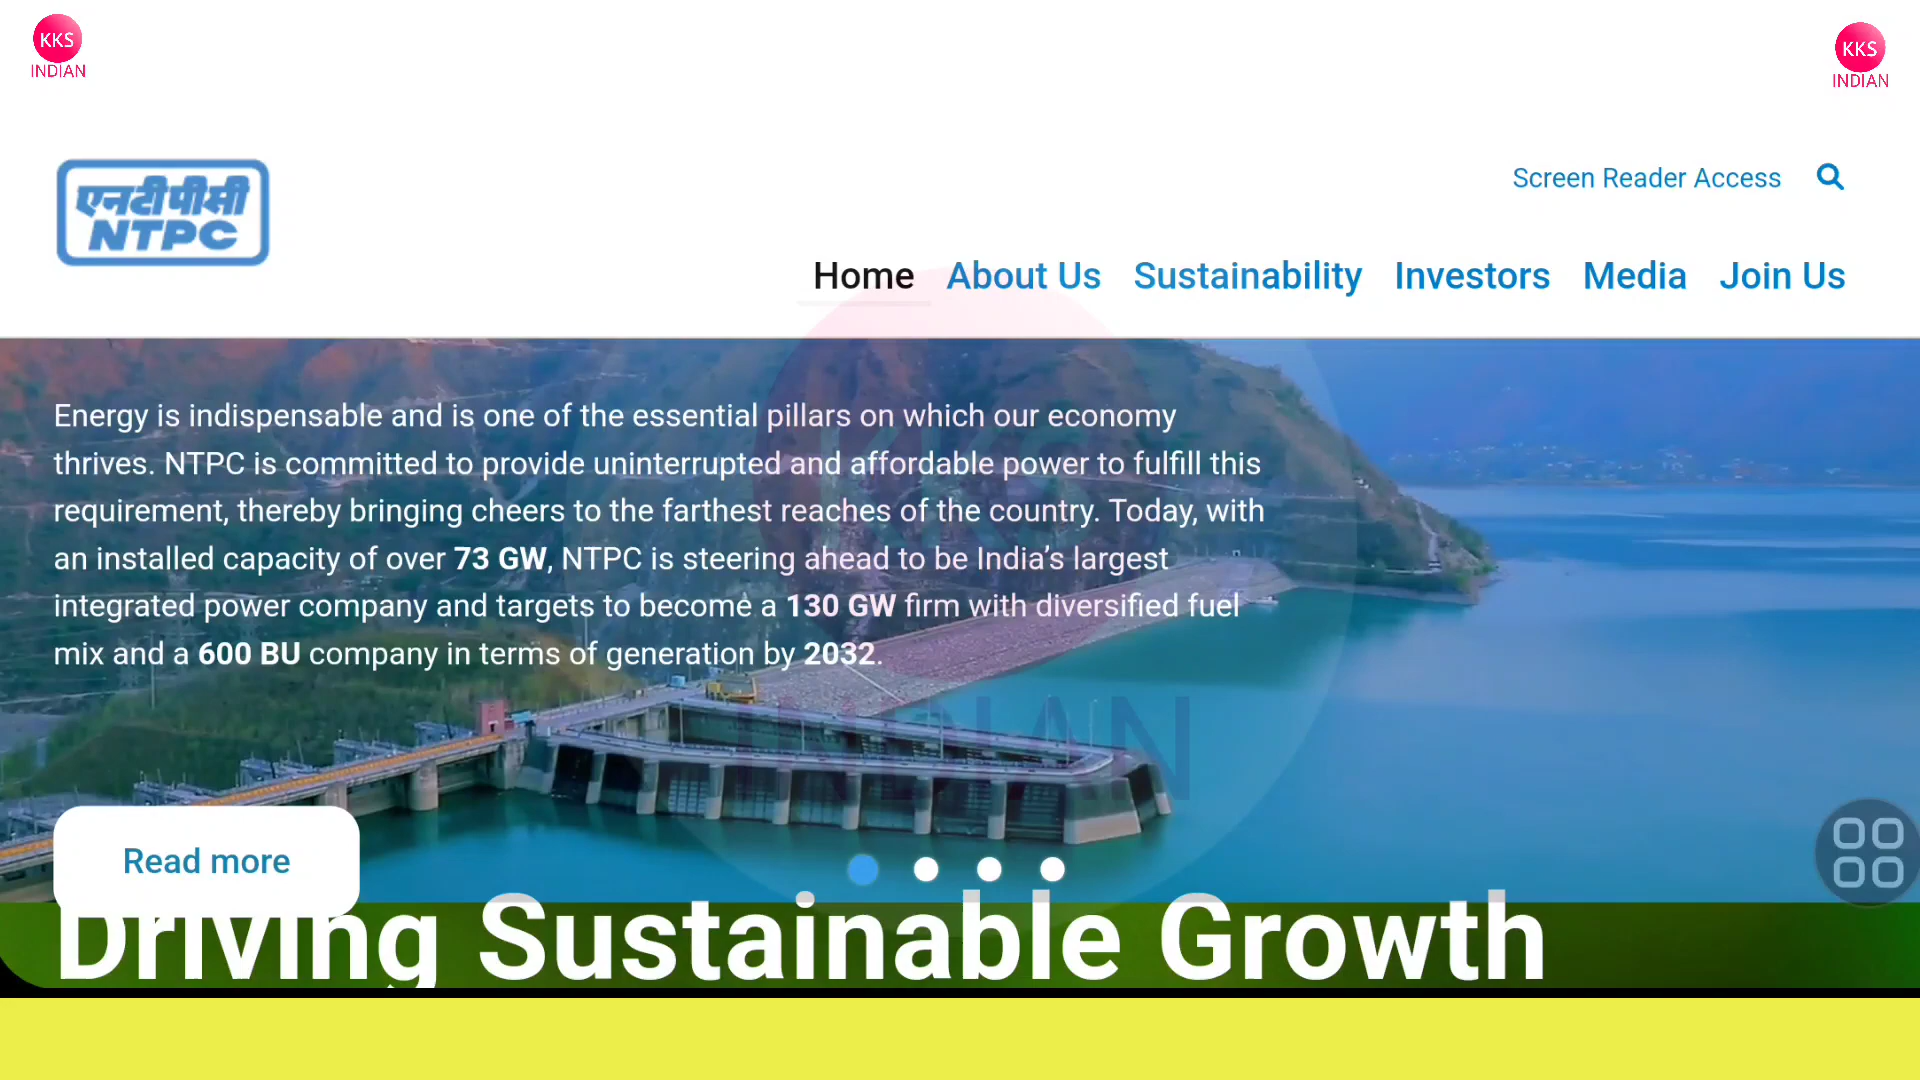 KKS
INDIAN
KKS
INDIAN
एनटीपीसी
NTPC
Screen Reader Access
Home About Us Sustainability Investors Media Join Us
Energy is indispensable and is one of the essential pillars on which our economy
thrives. NTPC is committed to provide uninterrupted and affordable power to fulfill this
requirement, thereby bringing cheers to the farthest reaches of the country. Today, with
an installed capacity of over 73 GW, NTPC is steering ahead to be India’s largest
integrated power company and targets to become a 130 GW firm with diversified fuel
mix and a 600 BU company in terms of generation by 2032.
KKS
INDIAN
Read more
Driving Sustainable Growth